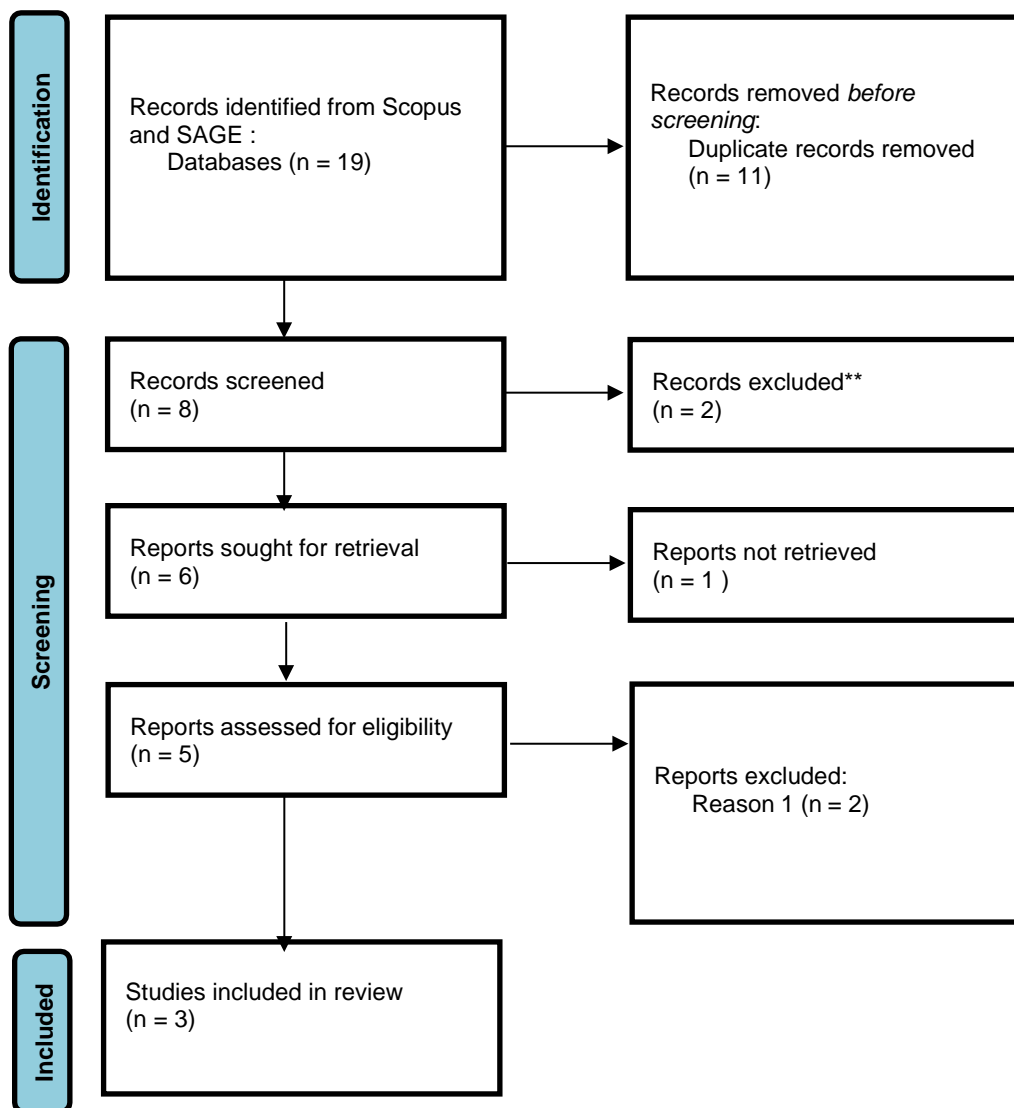 Identification
Records identified from Scopus
and SAGE :
Databases (n = 19)
Records removed before
screening:
Duplicate records removed
(n = 11)
Screening
Records screened
(n = 8)
Records excluded**
(n = 2)
Reports sought for retrieval
(n = 6)
Reports not retrieved
(n = 1 )
Reports assessed for eligibility
(n = 5)
Reports excluded:
Reason 1 (n = 2)
Included
Studies included in review
(n = 3)